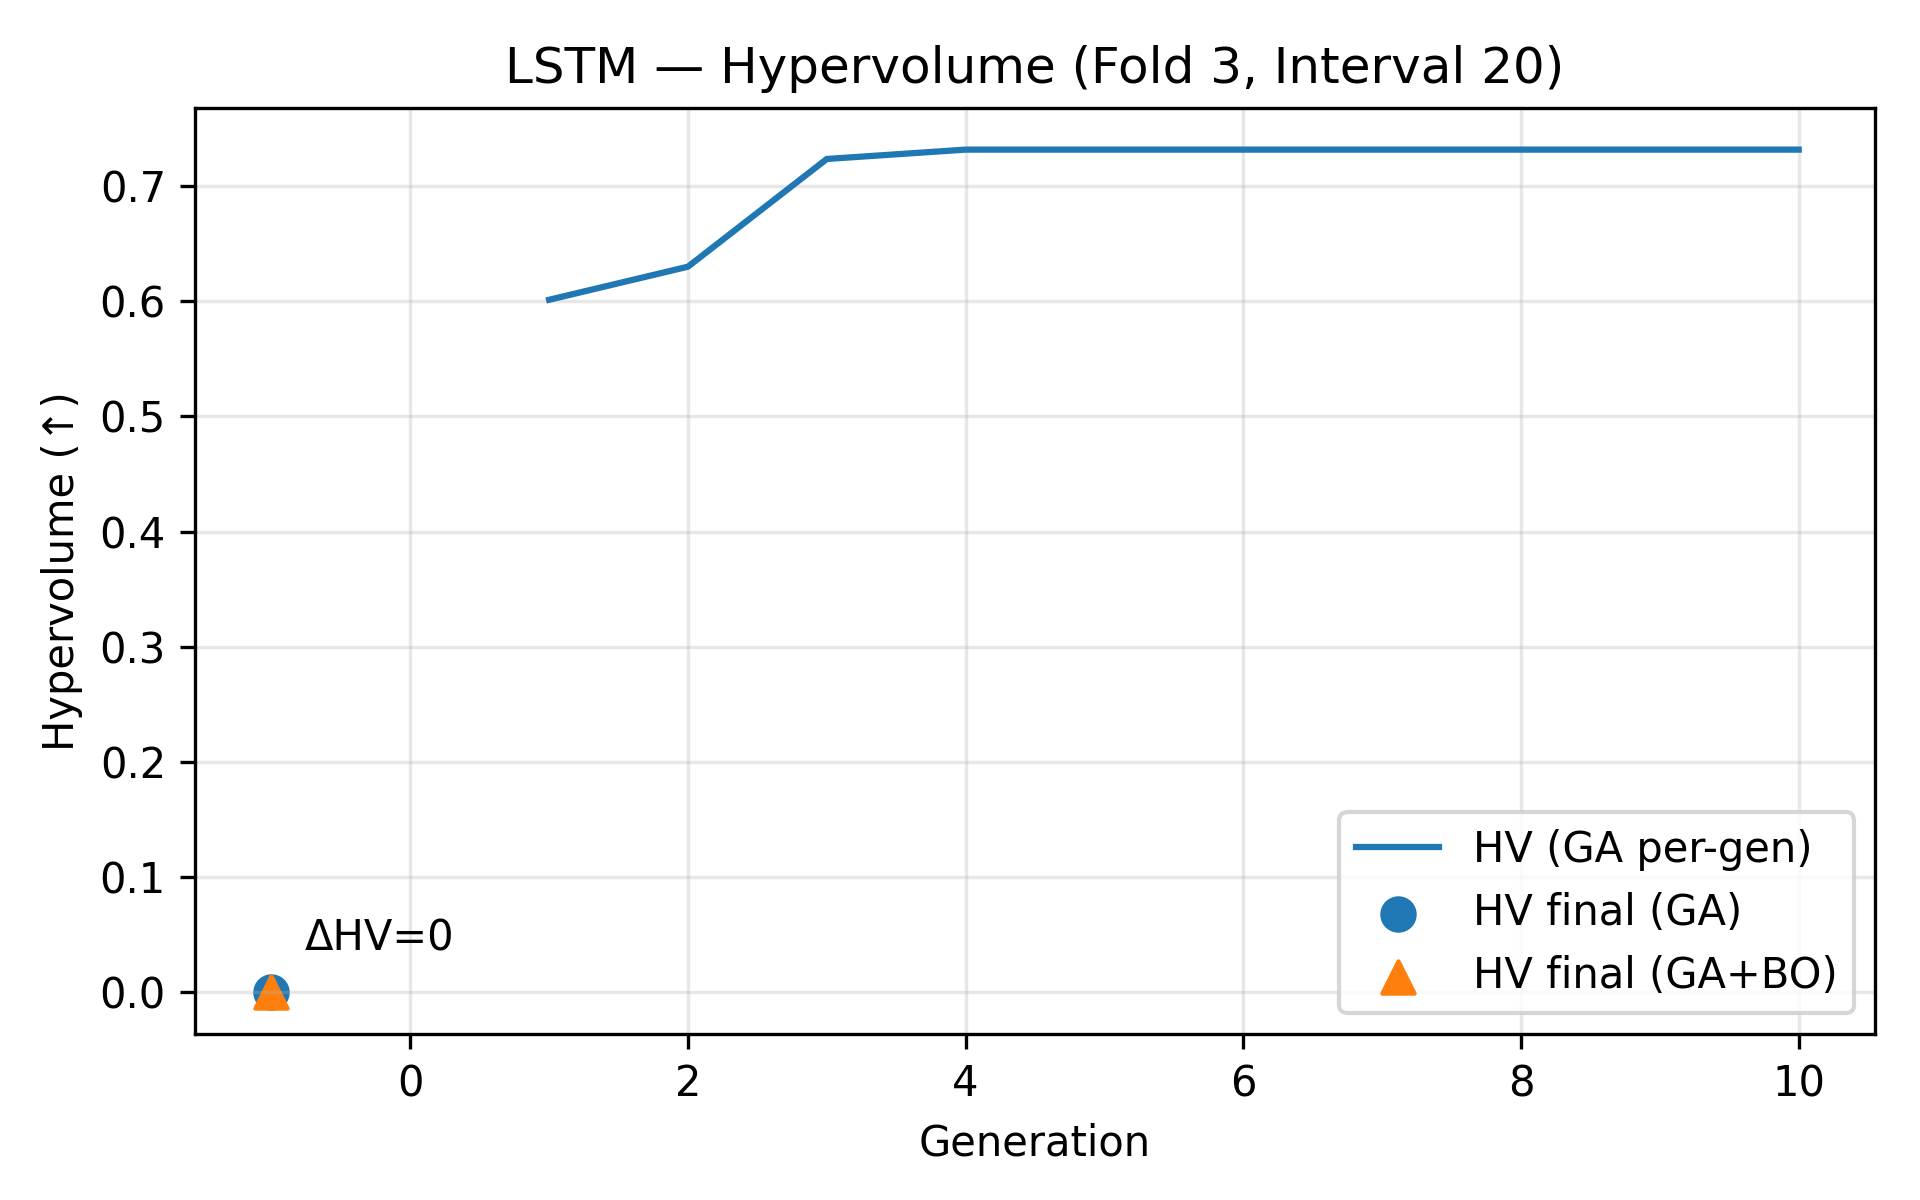 LSTM — Hypervolume (Fold 3, Interval 20)
Hypervolume (↑)
0.7
0.6
0.5
0.4
0.3
0.2
0.1
0.0
ΔHV=0
HV (GA per-gen)
HV final (GA)
HV final (GA+BO)
0 2 4 6 8 10
Generation